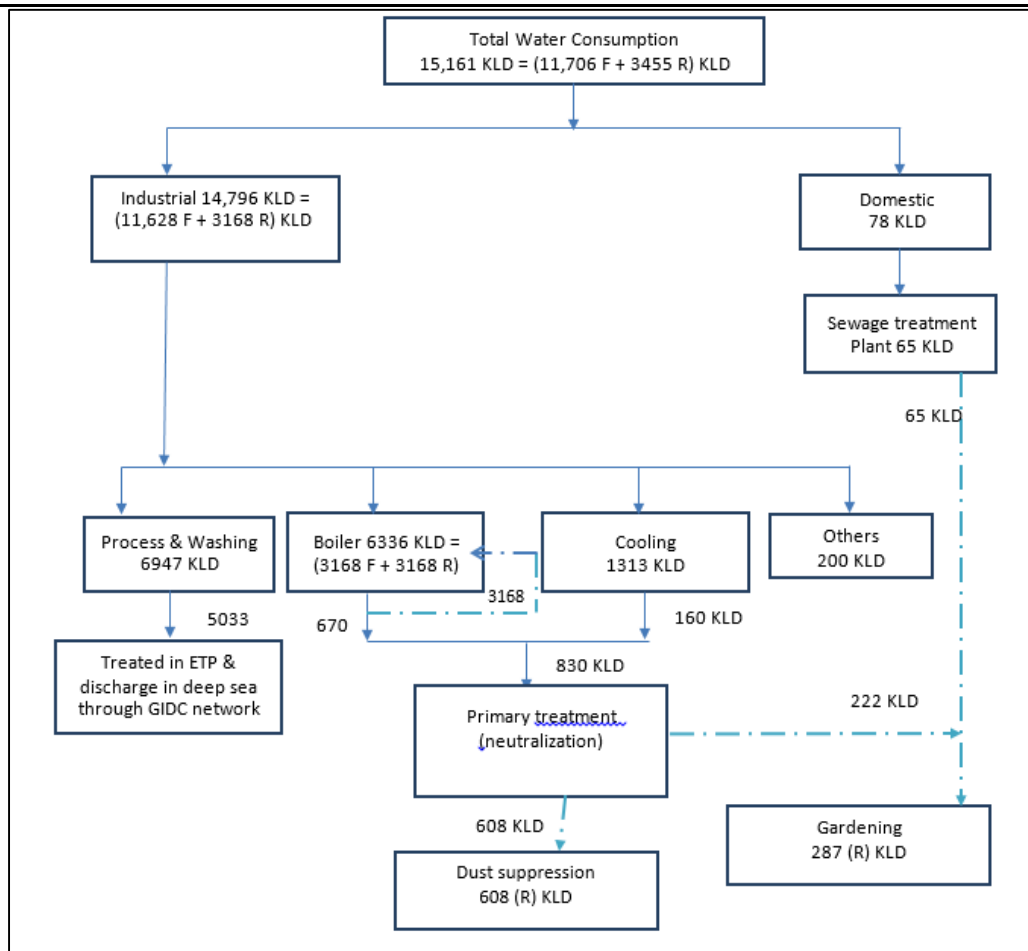 Total Water Consumption
15,161 KLD = (11,706 F + 3455 R) KLD
Industrial 14,796 KLD =
(11,628 F + 3168 R) KLD
Domestic
78 KLD
Sewage treatment
Plant 65 KLD
65 KLD
Process & Washing
6947 KLD
Boiler 6336 KLD =
(3168 F + 3168 R)
Cooling
1313 KLD
Others
200 KLD
3168
5033
670
160 KLD
Treated in ETP &
discharge in deep sea
through GIDC network
830 KLD
Primary treatment
(neutralization)
222 KLD
608 KLD
Gardening
287 (R) KLD
Dust suppression
608 (R) KLD